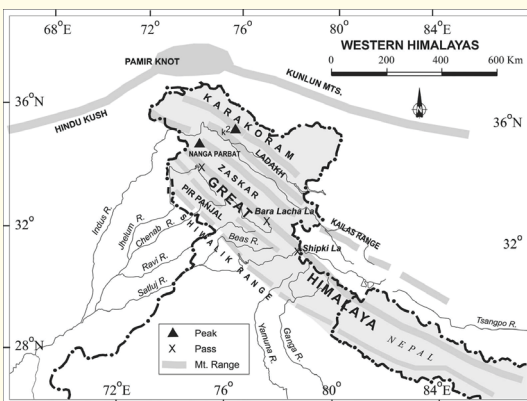 68°E
72°
76°
80°
84°E
WESTERN HIMALAYAS
0 200 400 600 Km
PAMIR KNOT
KUNLUN MTS.
HINDU KUSH
36°N
36°N
KARAKORAM
K2
NANGA PARBAT
LADAKH
ZASKAR
GREAT
PIR PANJAL
Bara Lacha La
KAILAS RANGE
32°
32°
Indus R.
Jhelum R.
Chenab R.
Ravi R.
Satluj R.
Beas R.
Shipki La
SHIWALIK RANGE
HIMALAYA
Tsangpo R.
NEPAL
Yamuna R.
Ganga R.
28°N
Peak
Pass
Mt. Range
72°E
76°
80°
84°E